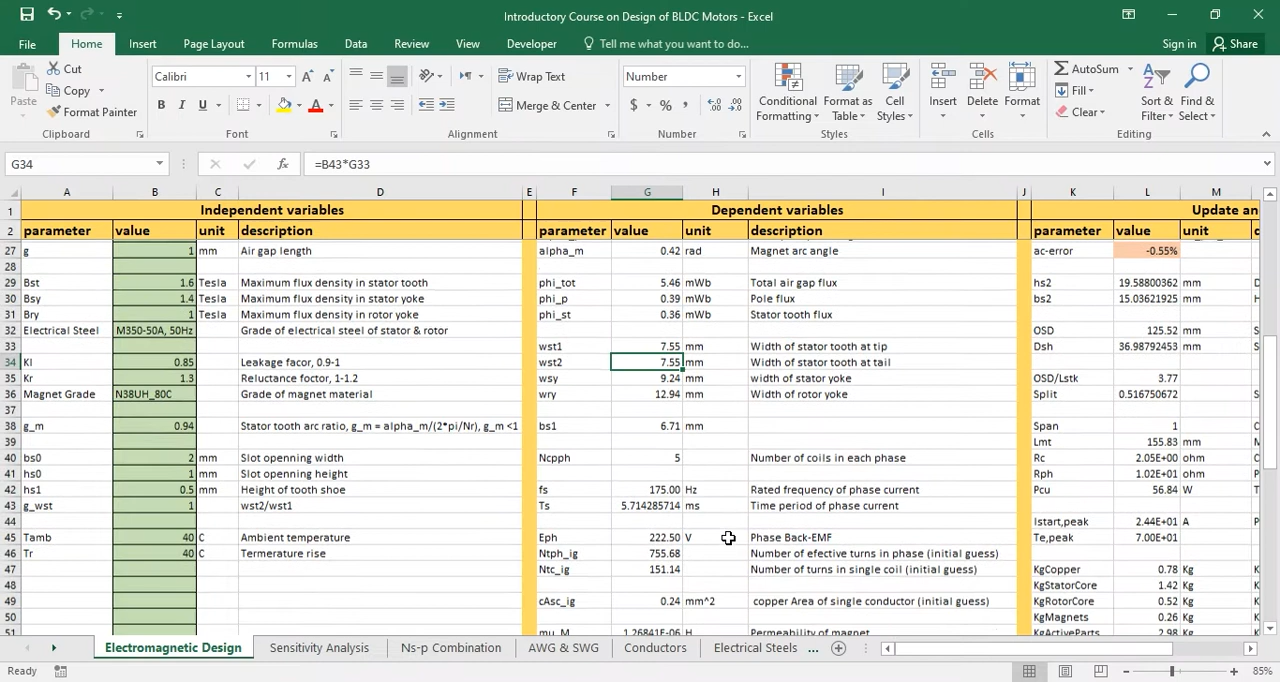 Introductory Course on Design of BLDC Motors - Excel
File Home Insert Page Layout Formulas Data Review View Developer Tell me what you want to do... Sign in Share
Cut
Copy
Format Painter
Paste
Clipboard
Calibri 11
B I U
Font
Wrap Text
Merge & Center
Alignment
Number
$ % ,
Number
Conditional Formatting
Format as Table
Cell Styles
Styles
Insert Delete Format
Cells
AutoSum
Fill
Clear
Sort & Filter
Find & Select
Editing
G34 fx =B43*G33
A B C D E F G H I J K L M
1 Independent variables Dependent variables Update an
2 parameter value unit description parameter value unit description parameter value unit d
27 g 1 mm Air gap length alpha_m 0.42 rad Magnet arc angle ac-error -0.55%
28
29 Bst 1.6 Tesla Maximum flux density in stator tooth phi_tot 5.46 mWb Total air gap flux hs2 19.58800362 mm D
30 Bsy 1.4 Tesla Maximum flux density in stator yoke phi_p 0.39 mWb Pole flux bs2 15.03621925 mm H
31 Bry 1 Tesla Maximum flux density in rotor yoke phi_st 0.36 mWb Stator tooth flux
32 Electrical Steel M350-50A, 50Hz Grade of electrical steel of stator & rotor OSD 125.52 mm S
33 wst1 7.55 mm Width of stator tooth at tip Dsh 36.98792453 mm S
34 Kl 0.85 Leakage facor, 0.9-1 wst2 7.55 mm Width of stator tooth at tail
35 Kr 1.3 Reluctance foctor, 1-1.2 wsy 9.24 mm width of stator yoke OSD/Lstk 3.77
36 Magnet Grade N38UH_80C Grade of magnet material wry 12.94 mm Width of rotor yoke Split 0.516750672
37
38 g_m 0.94 Stator tooth arc ratio, g_m = alpha_m/(2*pi/Nr), g_m <1 bs1 6.71 mm Span 1 C
39 Lmt 155.83 mm M
40 bs0 2 mm Slot openning width Ncpph 5 Number of coils in each phase Rc 2.05E+00 ohm C
41 hs0 1 mm Slot openning height Rph 1.02E+01 ohm P
42 hs1 0.5 mm Height of tooth shoe fs 175.00 Hz Rated frequency of phase current Pcu 56.84 W T
43 g_wst 1 wst2/wst1 Ts 5.714285714 ms Time period of phase current
44 Istart,peak 2.44E+01 A
45 Tamb 40 C Ambient temperature Eph 222.50 V Phase Back-EMF Te,peak 7.00E+01
46 Tr 40 C Termerature rise Ntph_ig 755.68 Number of efective turns in phase (initial guess)
47 Ntc_ig 151.14 Number of turns in single coil (initial guess) KgCopper 0.78 Kg K
48 KgStatorCore 1.42 Kg K
49 cAsc_ig 0.24 mm^2 copper Area of single conductor (initial guess) KgRotorCore 0.52 Kg K
50 KgMagnets 0.26 Kg K
51 mu_M 1.26841E-06 H Permeability of magnet KgActiveParts 2.98 Kg K
Electromagnetic Design Sensitivity Analysis Ns-p Combination AWG & SWG Conductors Electrical Steels ...
Ready 85%